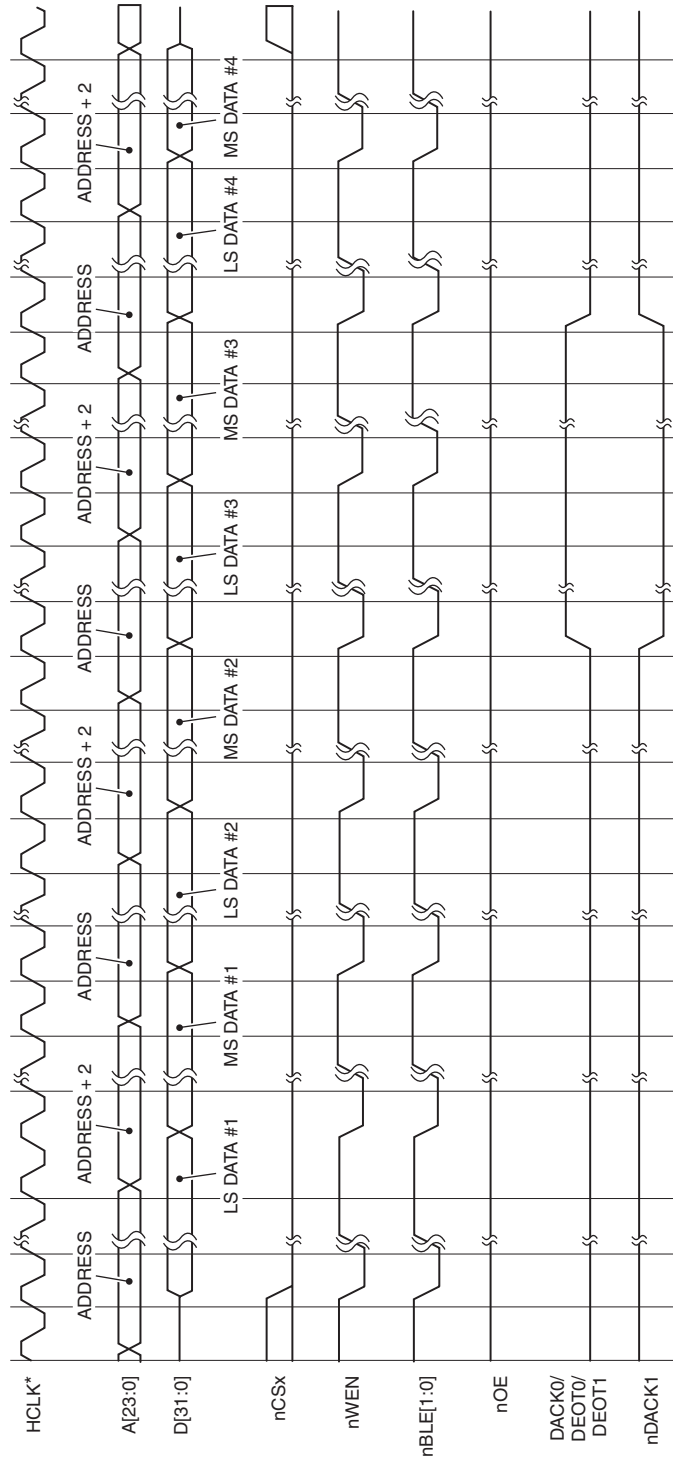 HCLK*
ADDRESS
ADDRESS + 2
ADDRESS
ADDRESS + 2
ADDRESS
ADDRESS + 2
ADDRESS
ADDRESS + 2
A[23:0]
D[31:0]
LS DATA #1
MS DATA #1
LS DATA #2
MS DATA #2
LS DATA #3
MS DATA #3
LS DATA #4
MS DATA #4
nCSx
nWEN
nBLE[1:0]
nOE
DACK0/
DEOT0/
DEOT1
nDACK1